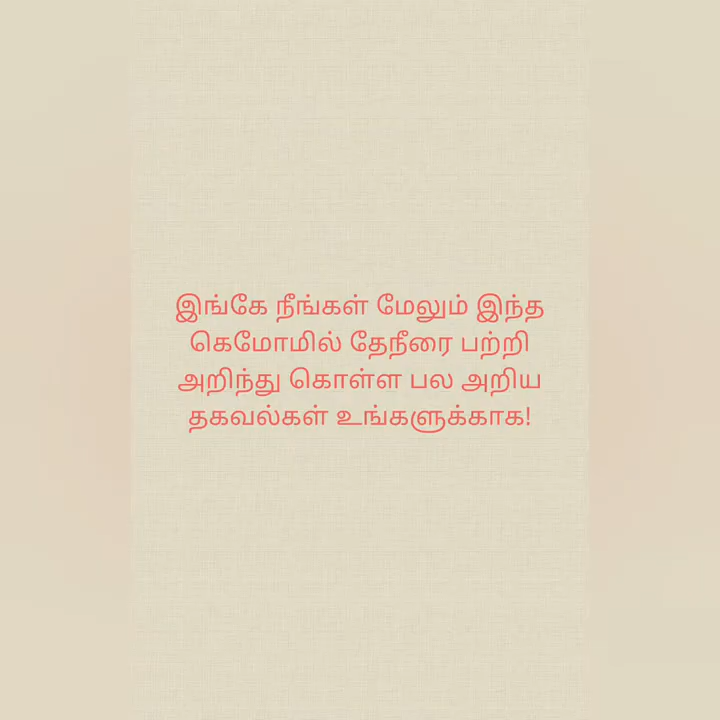 இங்கே நீங்கள் மேலும் இந்த
கெமோமில் தேநீரை பற்றி
அறிந்து கொள்ள பல அறிய
தகவல்கள் உங்களுக்காக!